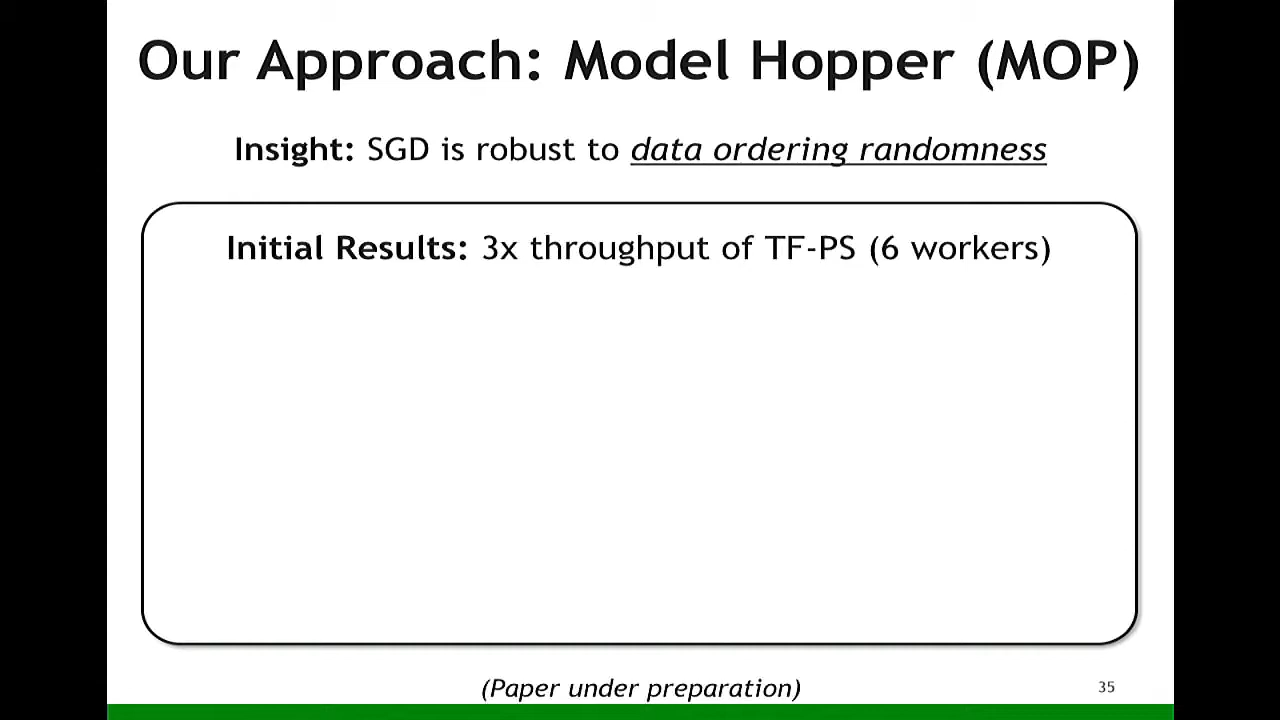 Our Approach: Model Hopper (MOP)
Insight: SGD is robust to data ordering randomness
Initial Results: 3x throughput of TF-PS (6 workers)
(Paper under preparation)
35